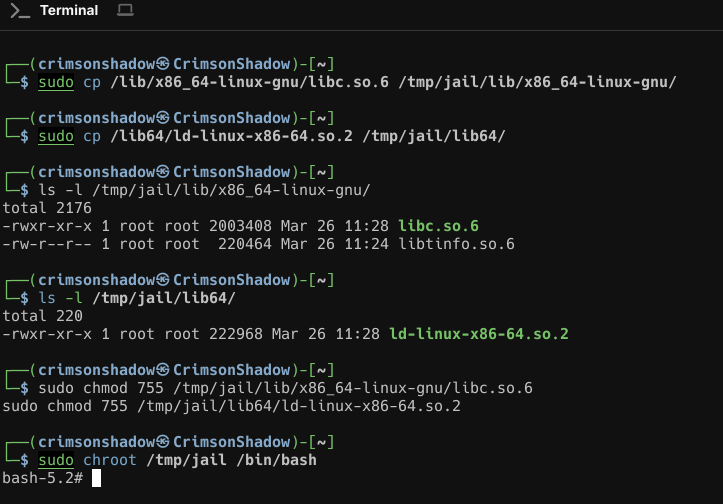 Terminal
┌──(crimsonshadow㉿CrimsonShadow)-[~]
└─$ sudo cp /lib/x86_64-linux-gnu/libc.so.6 /tmp/jail/lib/x86_64-linux-gnu/
┌──(crimsonshadow㉿CrimsonShadow)-[~]
└─$ sudo cp /lib64/ld-linux-x86-64.so.2 /tmp/jail/lib64/
┌──(crimsonshadow㉿CrimsonShadow)-[~]
└─$ ls -l /tmp/jail/lib/x86_64-linux-gnu/
total 2176
-rwxr-xr-x 1 root root 2003408 Mar 26 11:28 libc.so.6
-rw-r--r-- 1 root root  220464 Mar 26 11:24 libtinfo.so.6
┌──(crimsonshadow㉿CrimsonShadow)-[~]
└─$ ls -l /tmp/jail/lib64/
total 220
-rwxr-xr-x 1 root root 222968 Mar 26 11:28 ld-linux-x86-64.so.2
┌──(crimsonshadow㉿CrimsonShadow)-[~]
└─$ sudo chmod 755 /tmp/jail/lib/x86_64-linux-gnu/libc.so.6
sudo chmod 755 /tmp/jail/lib64/ld-linux-x86-64.so.2
┌──(crimsonshadow㉿CrimsonShadow)-[~]
└─$ sudo chroot /tmp/jail /bin/bash
bash-5.2#